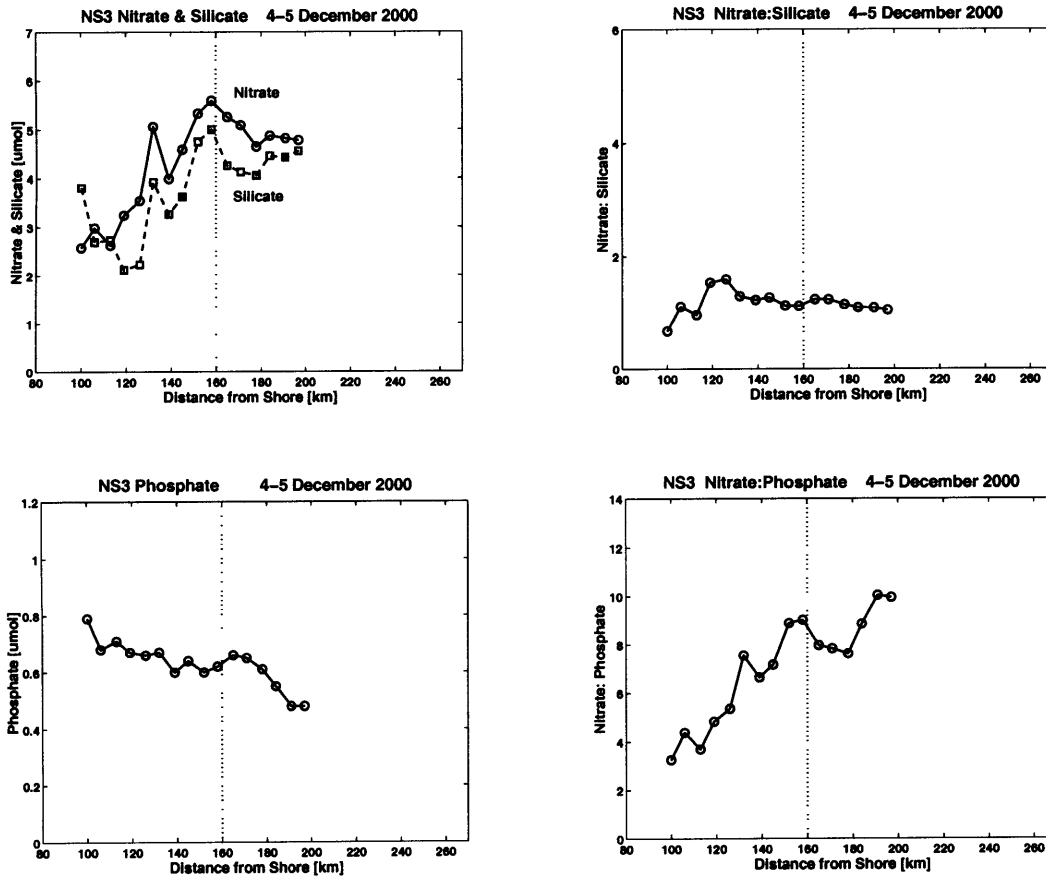 NS3 Nitrate & Silicate 4–5 December 2000
7
6
5
4
3
2
1
0
Nitrate & Silicate [umol]
Nitrate
Silicate
80 100 120 140 160 180 200 220 240 260
Distance from Shore [km]
NS3 Nitrate:Silicate 4–5 December 2000
6
4
2
0
Nitrate: Silicate
80 100 120 140 160 180 200 220 240 260
Distance from Shore [km]
NS3 Phosphate 4–5 December 2000
1.2
1
0.8
0.6
0.4
0.2
0
Phosphate [umol]
80 100 120 140 160 180 200 220 240 260
Distance from Shore [km]
NS3 Nitrate:Phosphate 4–5 December 2000
14
12
10
8
6
4
2
0
Nitrate: Phosphate
80 100 120 140 160 180 200 220 240 260
Distance from Shore [km]